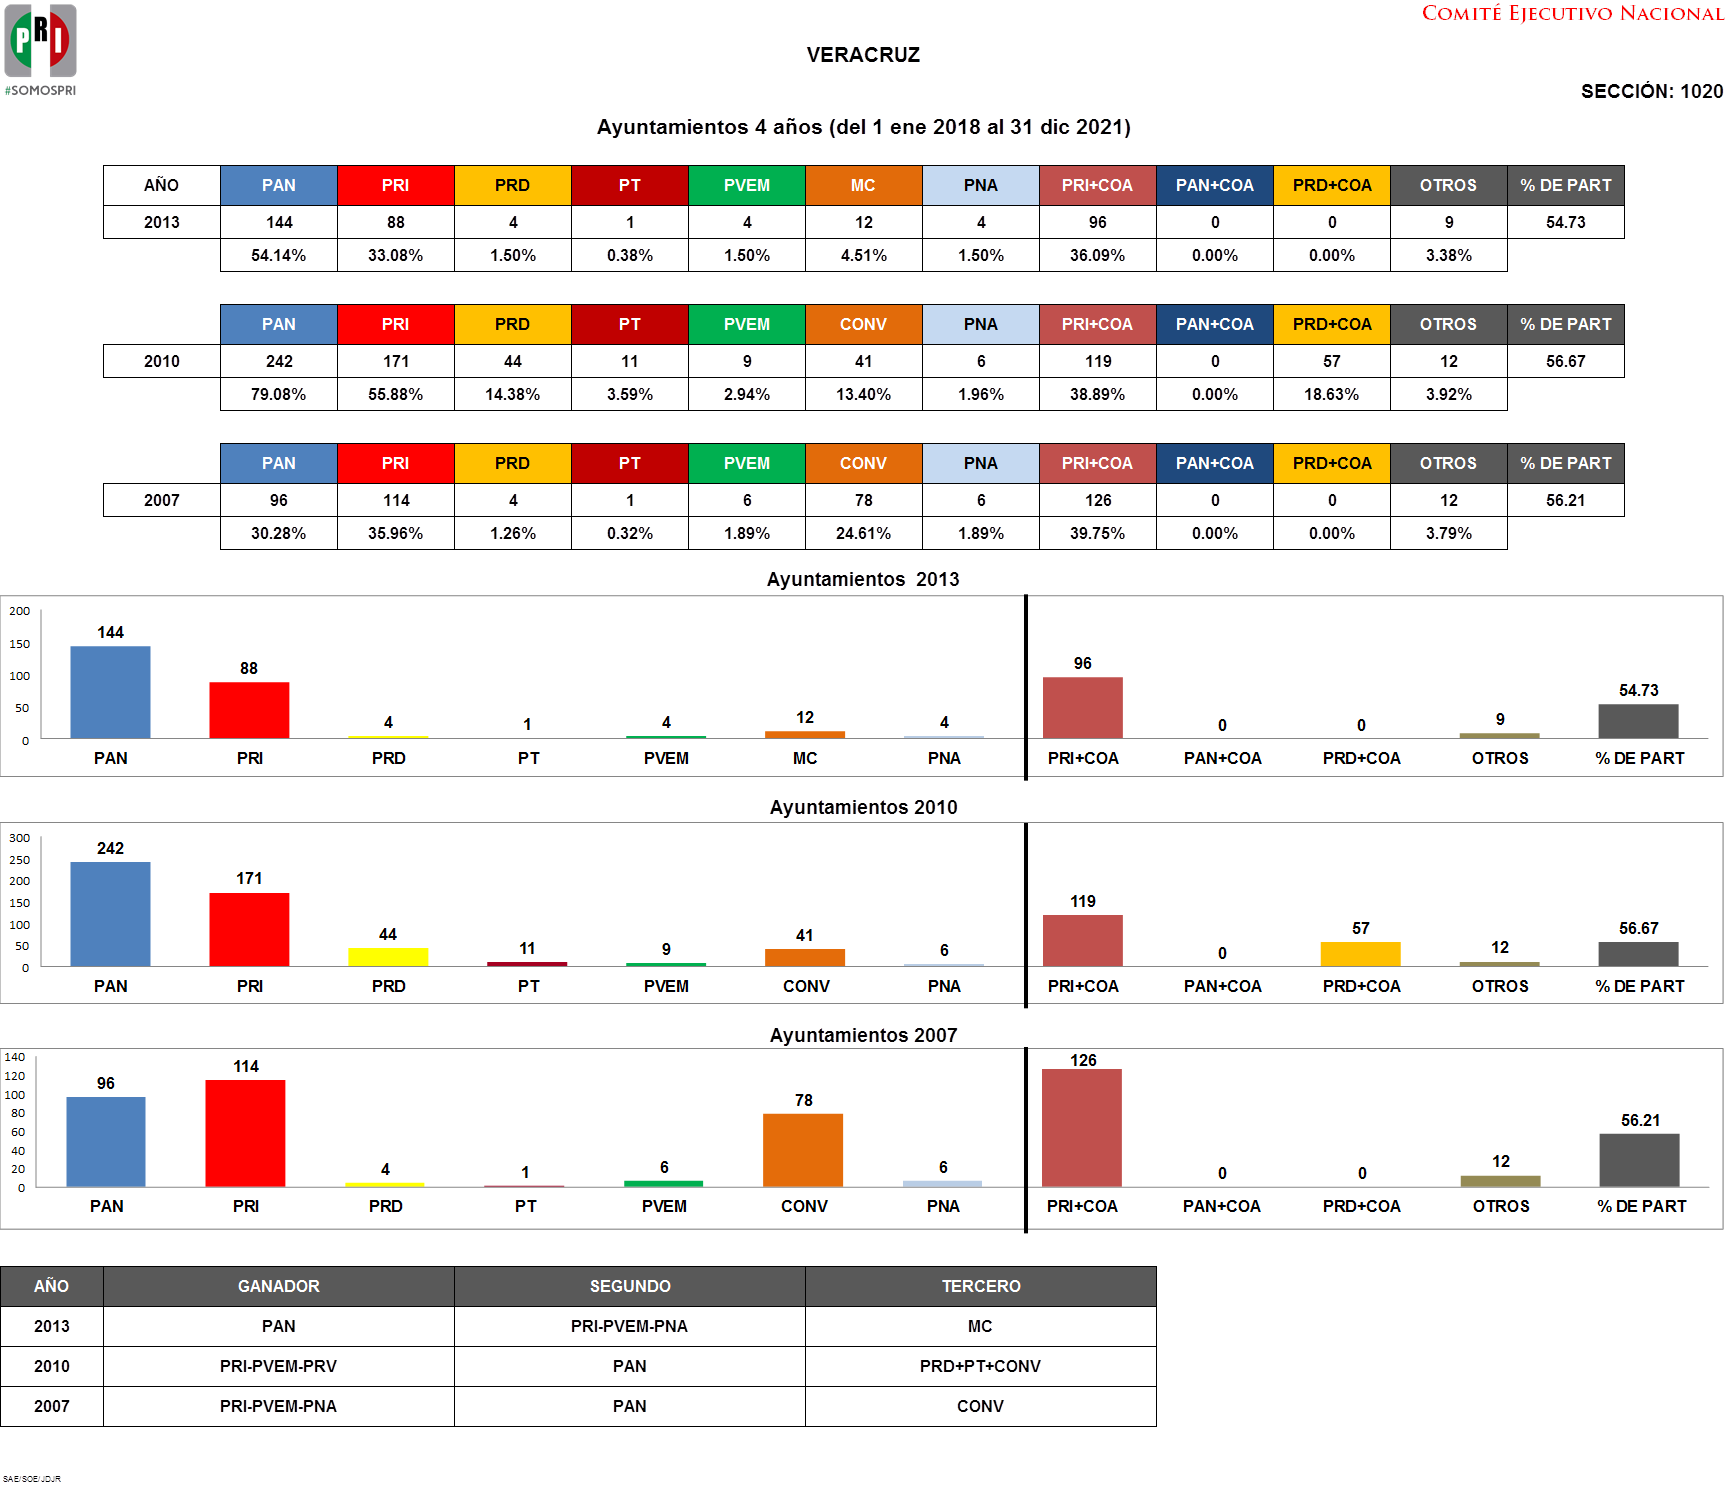 PRI
#SOMOSPRI
COMITÉ EJECUTIVO NACIONAL
VERACRUZ
SECCIÓN: 1020
Ayuntamientos 4 años (del 1 ene 2018 al 31 dic 2021)
AÑO PAN PRI PRD PT PVEM MC PNA PRI+COA PAN+COA PRD+COA OTROS % DE PART
2013 144 88 4 1 4 12 4 96 0 0 9 54.73
54.14% 33.08% 1.50% 0.38% 1.50% 4.51% 1.50% 36.09% 0.00% 0.00% 3.38%
PAN PRI PRD PT PVEM CONV PNA PRI+COA PAN+COA PRD+COA OTROS % DE PART
2010 242 171 44 11 9 41 6 119 0 57 12 56.67
79.08% 55.88% 14.38% 3.59% 2.94% 13.40% 1.96% 38.89% 0.00% 18.63% 3.92%
PAN PRI PRD PT PVEM CONV PNA PRI+COA PAN+COA PRD+COA OTROS % DE PART
2007 96 114 4 1 6 78 6 126 0 0 12 56.21
30.28% 35.96% 1.26% 0.32% 1.89% 24.61% 1.89% 39.75% 0.00% 0.00% 3.79%
Ayuntamientos 2013
200
150
100
50
0
144 88 4 1 4 12 4 96 0 0 9 54.73
PAN PRI PRD PT PVEM MC PNA PRI+COA PAN+COA PRD+COA OTROS % DE PART
Ayuntamientos 2010
300
250
200
150
100
50
0
242 171 44 11 9 41 6 119 0 57 12 56.67
PAN PRI PRD PT PVEM CONV PNA PRI+COA PAN+COA PRD+COA OTROS % DE PART
Ayuntamientos 2007
140
120
100
80
60
40
20
0
96 114 4 1 6 78 6 126 0 0 12 56.21
PAN PRI PRD PT PVEM CONV PNA PRI+COA PAN+COA PRD+COA OTROS % DE PART
AÑO GANADOR SEGUNDO TERCERO
2013 PAN PRI-PVEM-PNA MC
2010 PRI-PVEM-PRV PAN PRD+PT+CONV
2007 PRI-PVEM-PNA PAN CONV
SAE/SOE/JDJR